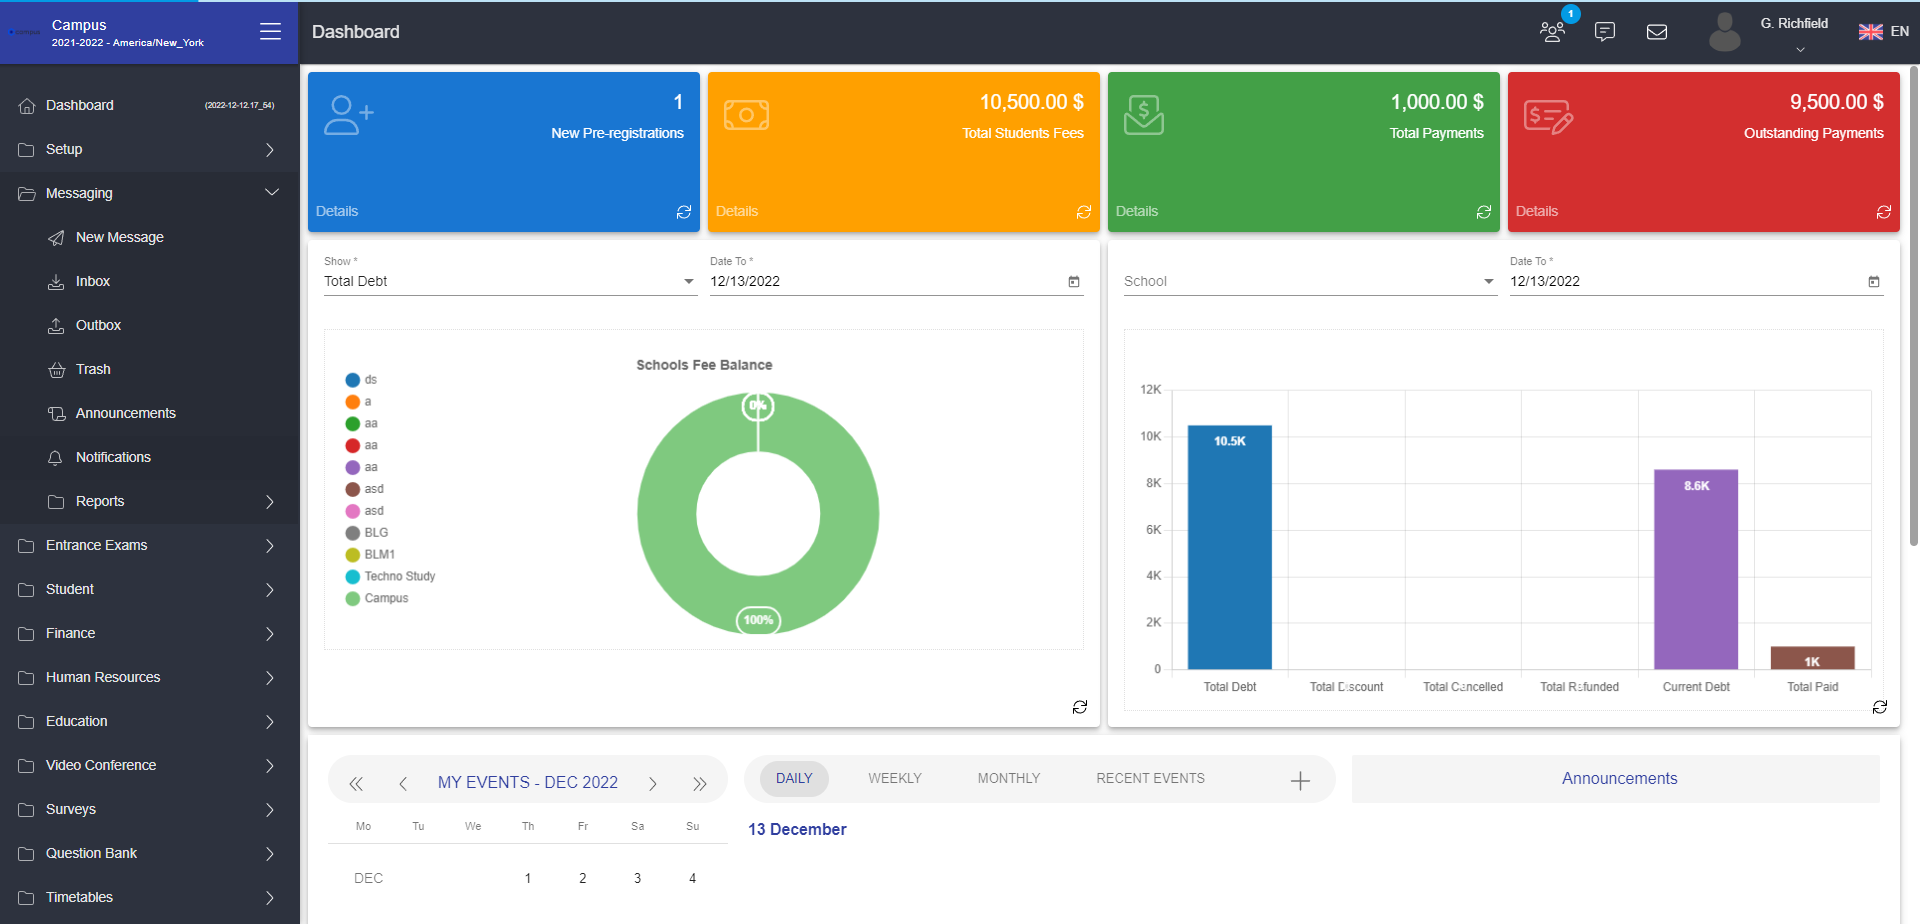 Campus
2021-2022 - America/New_York
Dashboard
1
G. Richfield
EN
Dashboard
(2022-12-12.17_54)
Setup
Messaging
New Message
Inbox
Outbox
Trash
Announcements
Notifications
Reports
Entrance Exams
Student
Finance
Human Resources
Education
Video Conference
Surveys
Question Bank
Timetables
1
New Pre-registrations
Details
10,500.00 $
Total Students Fees
Details
1,000.00 $
Total Payments
Details
9,500.00 $
Outstanding Payments
Details
Show *
Total Debt
Date To *
12/13/2022
Schools Fee Balance
ds
a
aa
aa
aa
asd
asd
BLG
BLM1
Techno Study
Campus
0%
100%
School
Date To *
12/13/2022
12K
10K
8K
6K
4K
2K
0
10.5K
8.6K
1K
Total Debt
Total Discount
Total Cancelled
Total Refunded
Current Debt
Total Paid
MY EVENTS - DEC 2022
Mo Tu We Th Fr Sa Su
DEC 1 2 3 4
DAILY WEEKLY MONTHLY RECENT EVENTS
13 December
Announcements